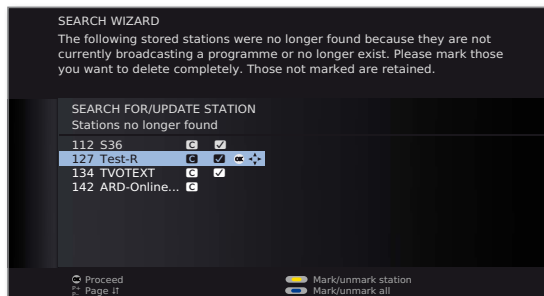 SEARCH WIZARD
The following stored stations were no longer found because they are not
currently broadcasting a programme or no longer exist. Please mark those
you want to delete completely. Those not marked are retained.
SEARCH FOR/UPDATE STATION
Stations no longer found
112 S36 C
127 Test-R C OK
134 TVOTEXT C
142 ARD-Online... C
Proceed Mark/unmark station
P+ P- Page Mark/unmark all